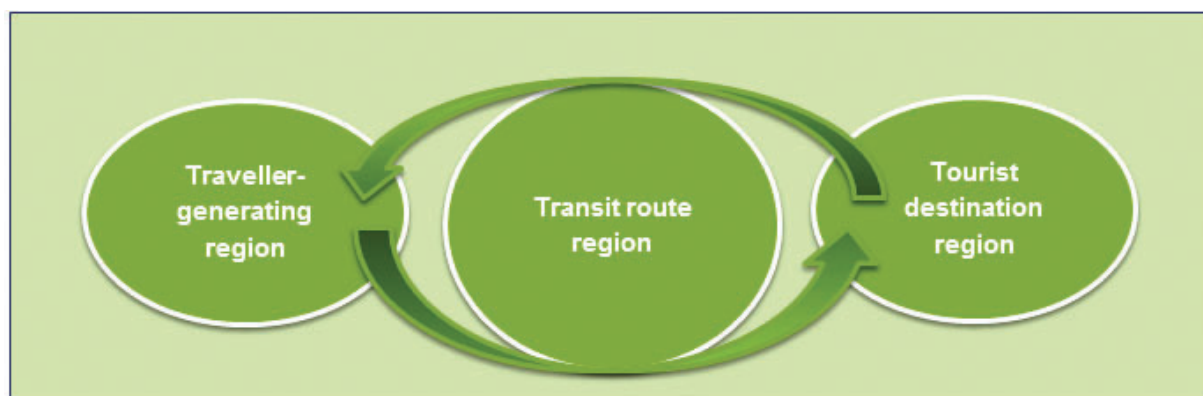 Traveller-
generating
region
Transit route
region
Tourist
destination
region